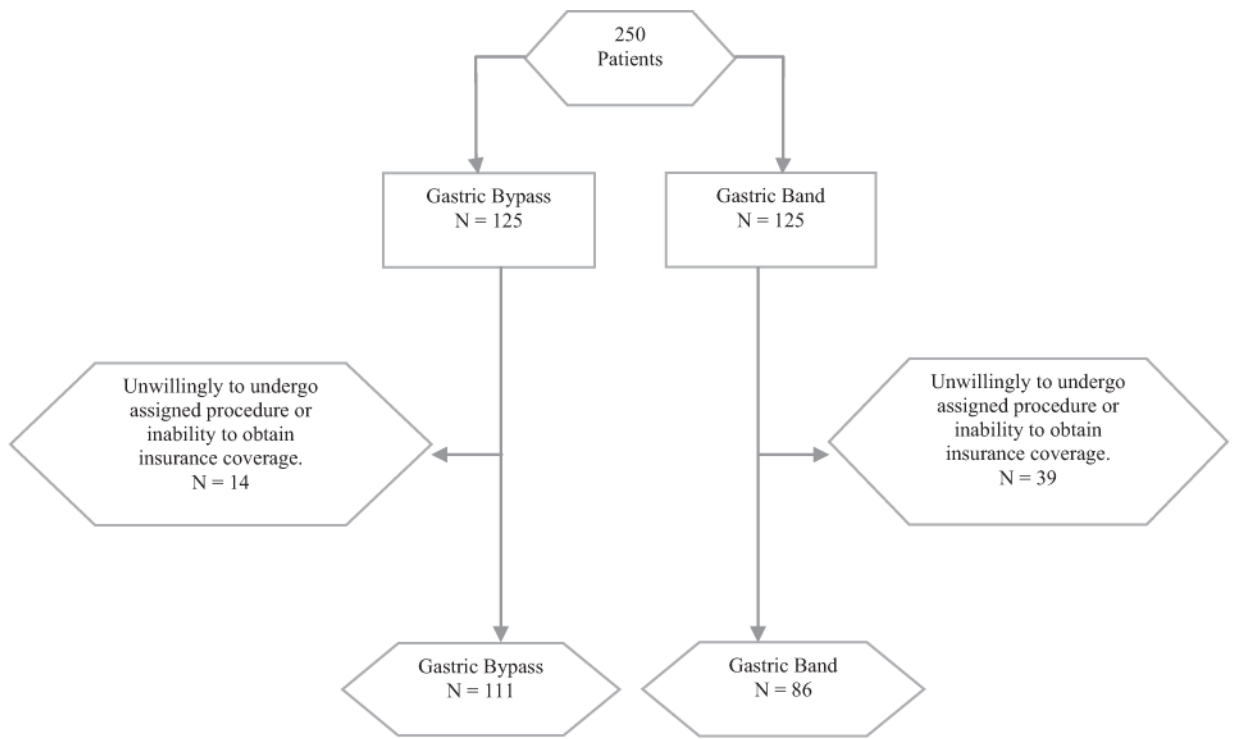 250
Patients
Gastric Bypass
N = 125
Gastric Band
N = 125
Unwillingly to undergo
assigned procedure or
inability to obtain
insurance coverage.
N = 14
Unwillingly to undergo
assigned procedure or
inability to obtain
insurance coverage.
N = 39
Gastric Bypass
N = 111
Gastric Band
N = 86